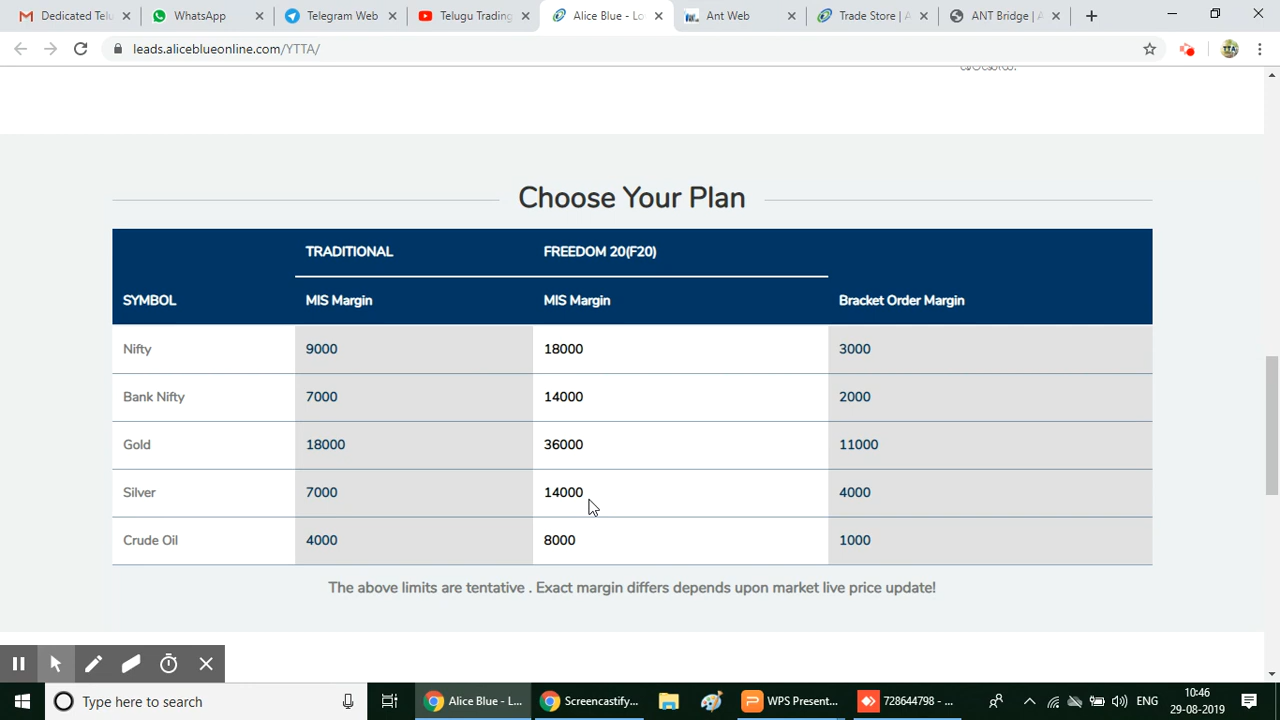 Dedicated Telu
WhatsApp
Telegram Web
Telugu Trading
Alice Blue - Lo
Ant Web
Trade Store | A
ANT Bridge | A
leads.aliceblueonline.com/YTTA/
Choose Your Plan
TRADITIONAL FREEDOM 20(F20)
SYMBOL MIS Margin MIS Margin Bracket Order Margin
Nifty 9000 18000 3000
Bank Nifty 7000 14000 2000
Gold 18000 36000 11000
Silver 7000 14000 4000
Crude Oil 4000 8000 1000
The above limits are tentative . Exact margin differs depends upon market live price update!
Type here to search
Alice Blue - L...
Screencastify...
WPS Present...
728644798 - ...
ENG
10:46
29-08-2019